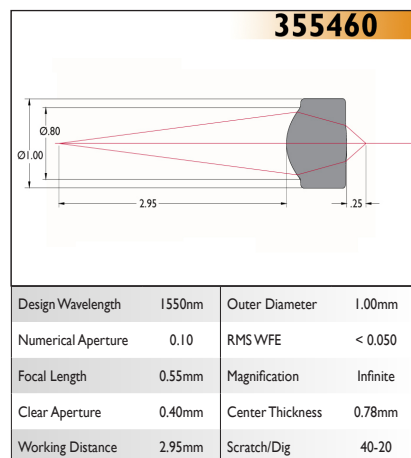 355460
Ø.80
Ø1.00
2.95
.25
Design Wavelength 1550nm Outer Diameter 1.00mm
Numerical Aperture 0.10 RMS WFE < 0.050
Focal Length 0.55mm Magnification Infinite
Clear Aperture 0.40mm Center Thickness 0.78mm
Working Distance 2.95mm Scratch/Dig 40-20